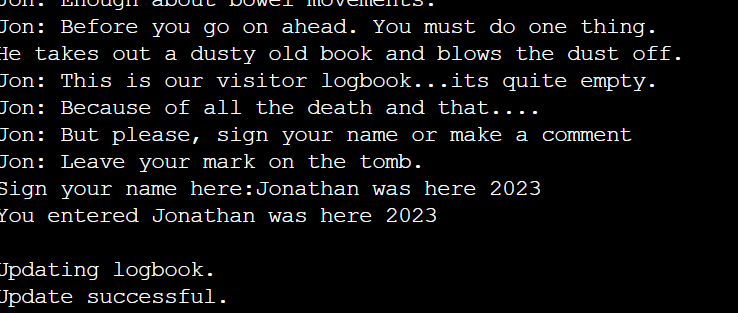 Jon: Enough about bowel movements.
Jon: Before you go on ahead. You must do one thing.
He takes out a dusty old book and blows the dust off.
Jon: This is our visitor logbook...its quite empty.
Jon: Because of all the death and that....
Jon: But please, sign your name or make a comment
Jon: Leave your mark on the tomb.
Sign your name here:Jonathan was here 2023
You entered Jonathan was here 2023
Updating logbook.
Update successful.